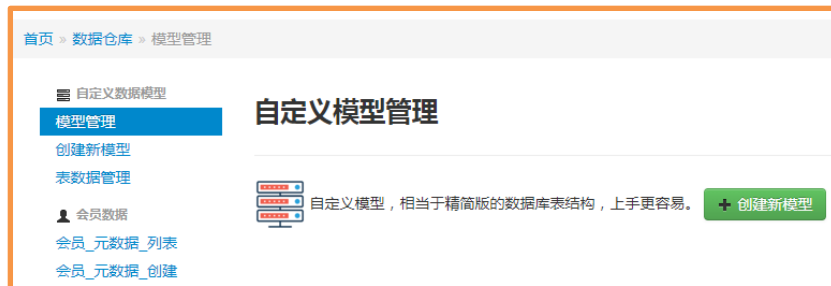 首页 » 数据仓库 » 模型管理
自定义数据模型
模型管理
创建新模型
表数据管理
会员数据
会员_元数据_列表
会员_元数据_创建
自定义模型管理
自定义模型，相当于精简版的数据库表结构，上手更容易。 + 创建新模型